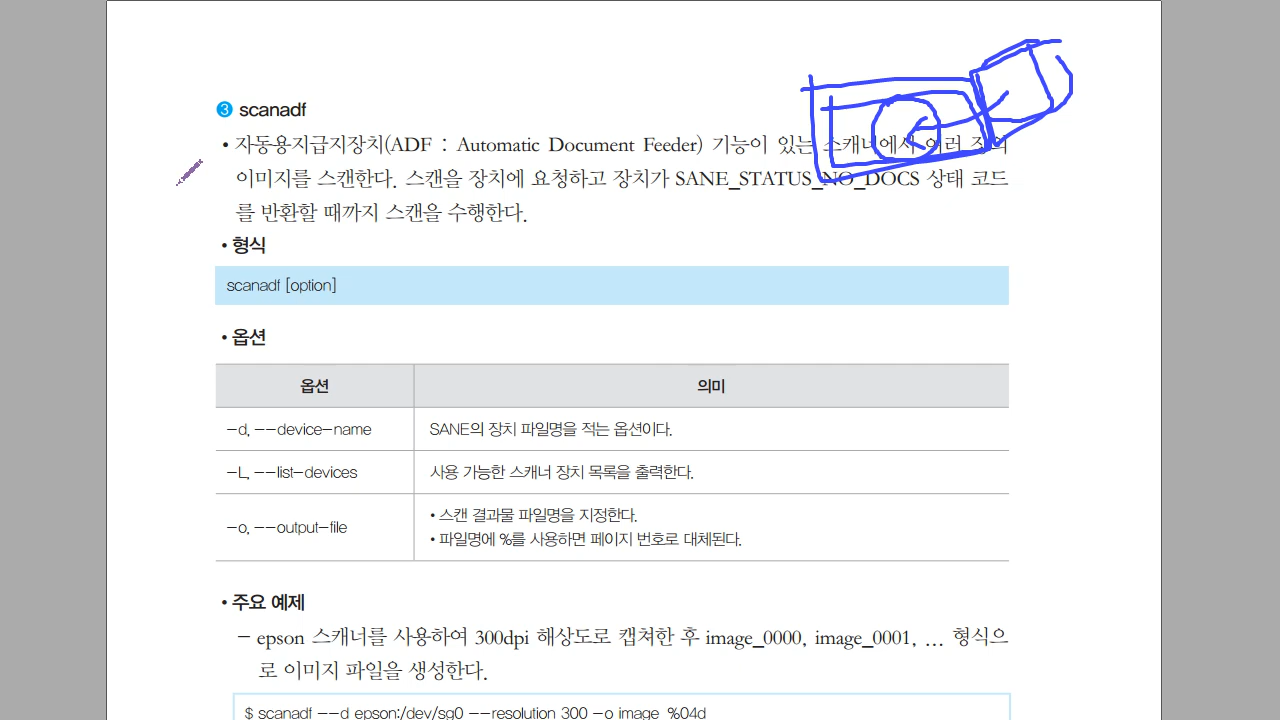 3 scanadf
• 자동용지급지장치(ADF : Automatic Document Feeder) 기능이 있는 스캐너에서 여러 장의
이미지를 스캔한다. 스캔을 장치에 요청하고 장치가 SANE_STATUS_NO_DOCS 상태 코드
를 반환할 때까지 스캔을 수행한다.
• 형식
scanadf [option]
• 옵션
옵션 의미
-d, --device-name SANE의 장치 파일명을 적는 옵션이다.
-L, --list-devices 사용 가능한 스캐너 장치 목록을 출력한다.
-o, --output-file • 스캔 결과물 파일명을 지정한다.
• 파일명에 %를 사용하면 페이지 번호로 대체된다.
• 주요 예제
- epson 스캐너를 사용하여 300dpi 해상도로 캡쳐한 후 image_0000, image_0001, … 형식으
로 이미지 파일을 생성한다.
$ scanadf --d epson:/dev/sg0 --resolution 300 -o image_%04d